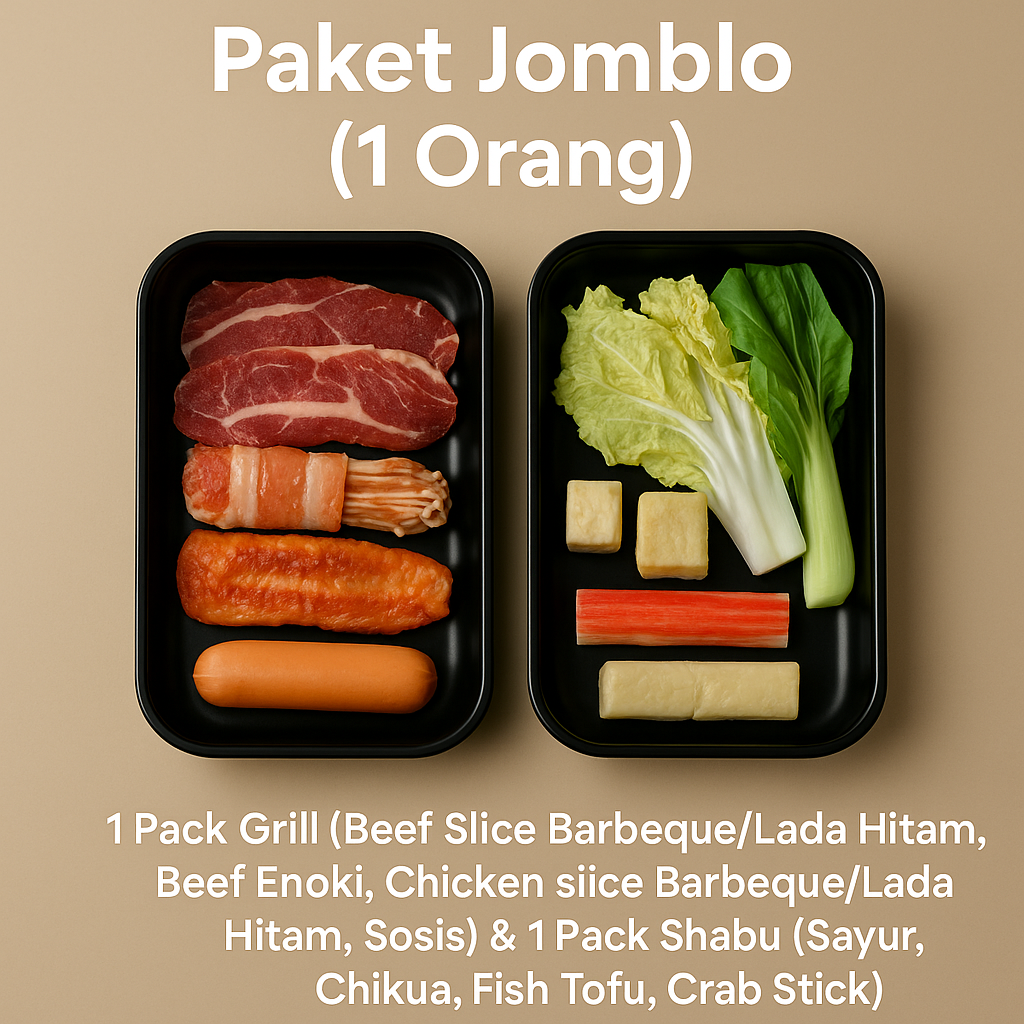 Paket Jomblo
(1 Orang)
1 Pack Grill (Beef Slice Barbeque/Lada Hitam,
Beef Enoki, Chicken siice Barbeque/Lada
Hitam, Sosis) & 1 Pack Shabu (Sayur,
Chikua, Fish Tofu, Crab Stick)